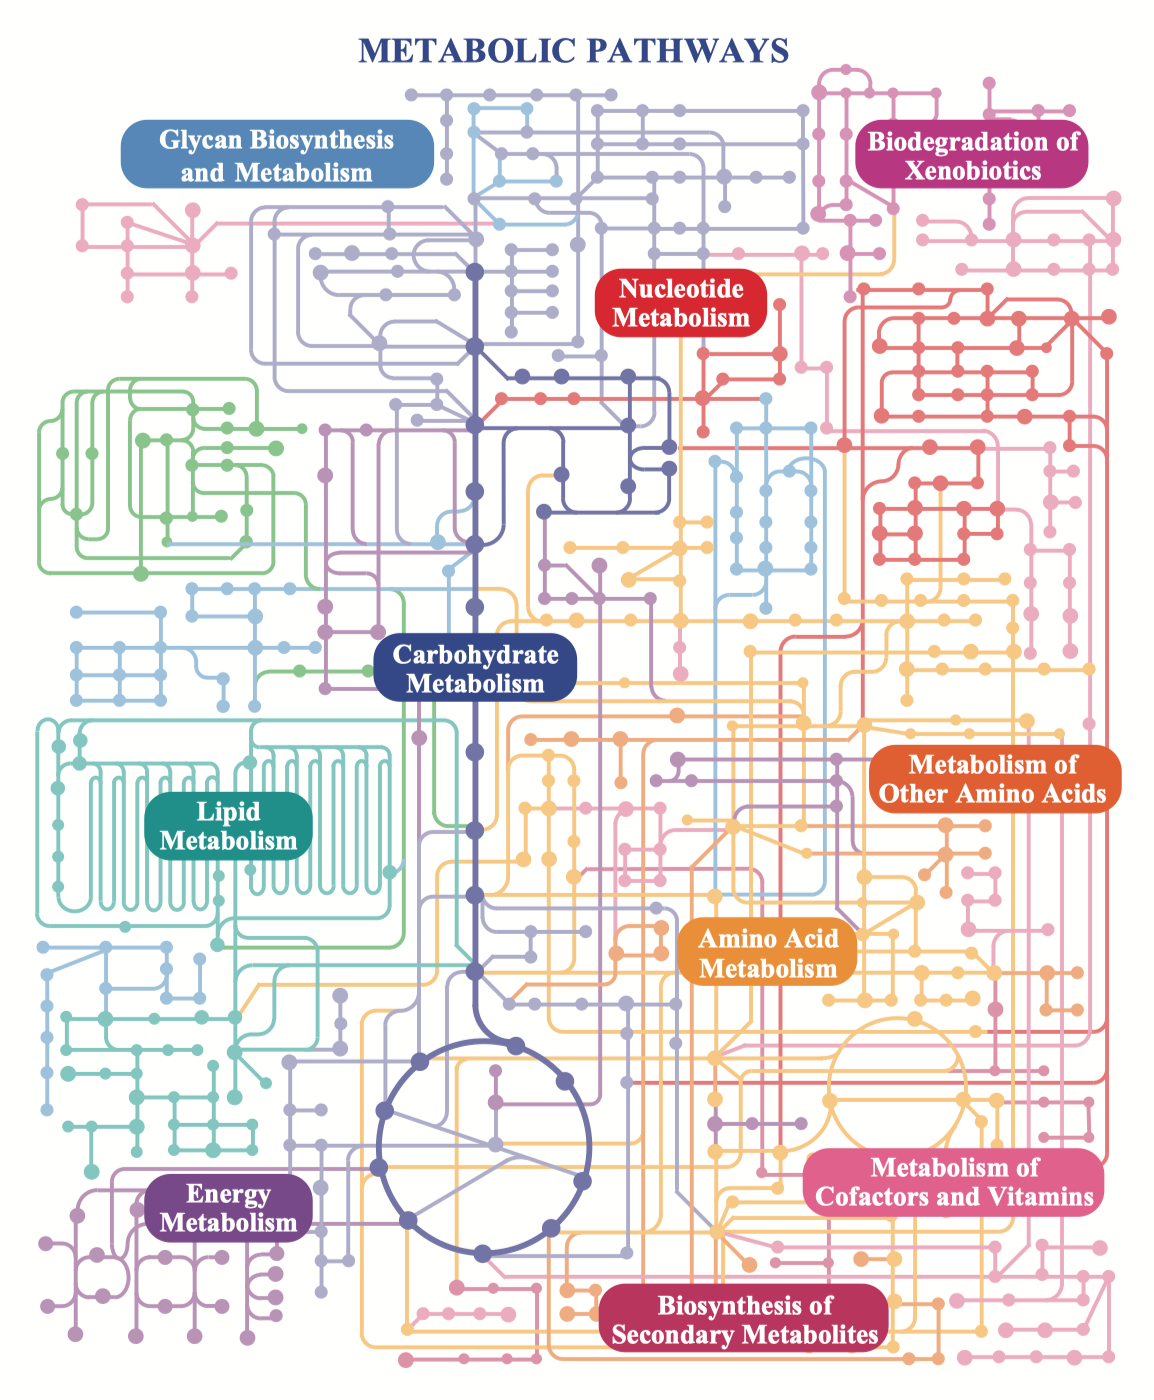 METABOLIC PATHWAYS
Glycan Biosynthesis
and Metabolism
Biodegradation of
Xenobiotics
Nucleotide
Metabolism
Carbohydrate
Metabolism
Metabolism of
Other Amino Acids
Lipid
Metabolism
Amino Acid
Metabolism
Metabolism of
Cofactors and Vitamins
Energy
Metabolism
Biosynthesis of
Secondary Metabolites